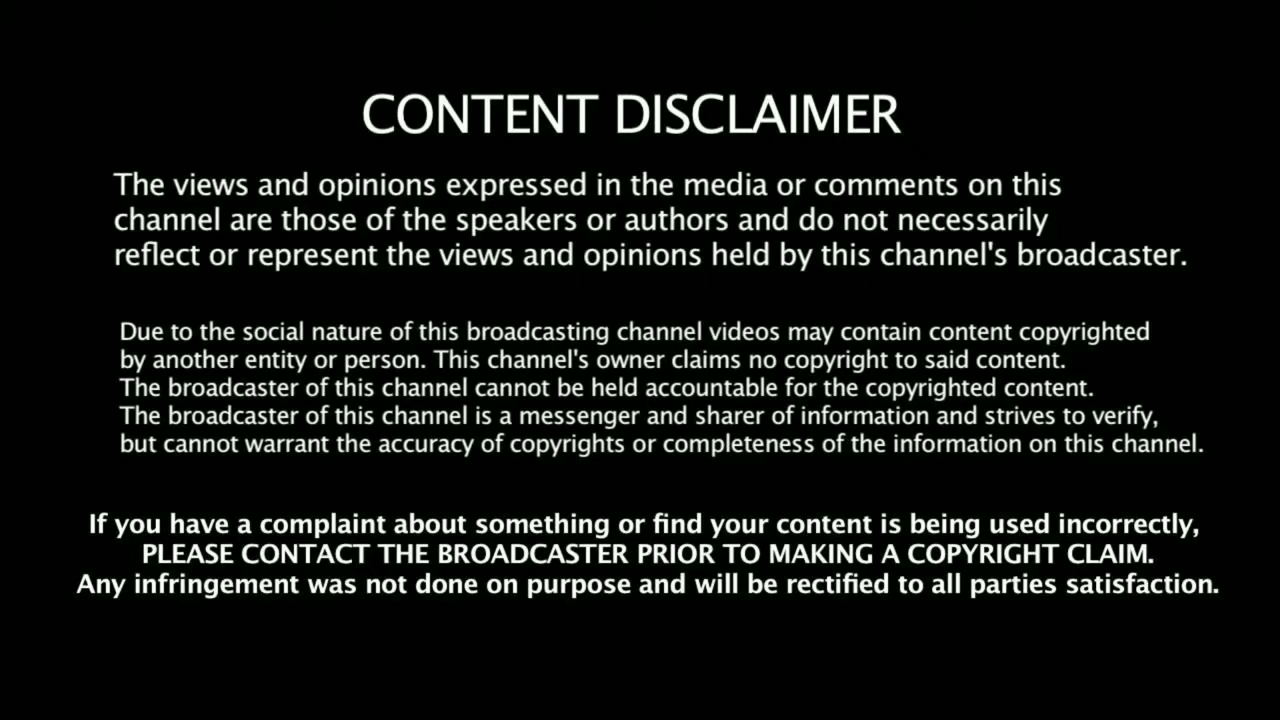 CONTENT DISCLAIMER
The views and opinions expressed in the media or comments on this
channel are those of the speakers or authors and do not necessarily
reflect or represent the views and opinions held by this channel's broadcaster.
Due to the social nature of this broadcasting channel videos may contain content copyrighted
by another entity or person. This channel's owner claims no copyright to said content.
The broadcaster of this channel cannot be held accountable for the copyrighted content.
The broadcaster of this channel is a messenger and sharer of information and strives to verify,
but cannot warrant the accuracy of copyrights or completeness of the information on this channel.
If you have a complaint about something or find your content is being used incorrectly,
PLEASE CONTACT THE BROADCASTER PRIOR TO MAKING A COPYRIGHT CLAIM.
Any infringement was not done on purpose and will be rectified to all parties satisfaction.